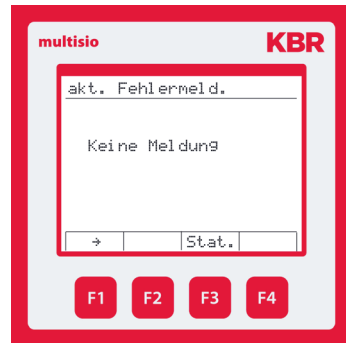 multisio KBR
akt. Fehlermeld.
Keine Meldung
→ Stat.
F1 F2 F3 F4